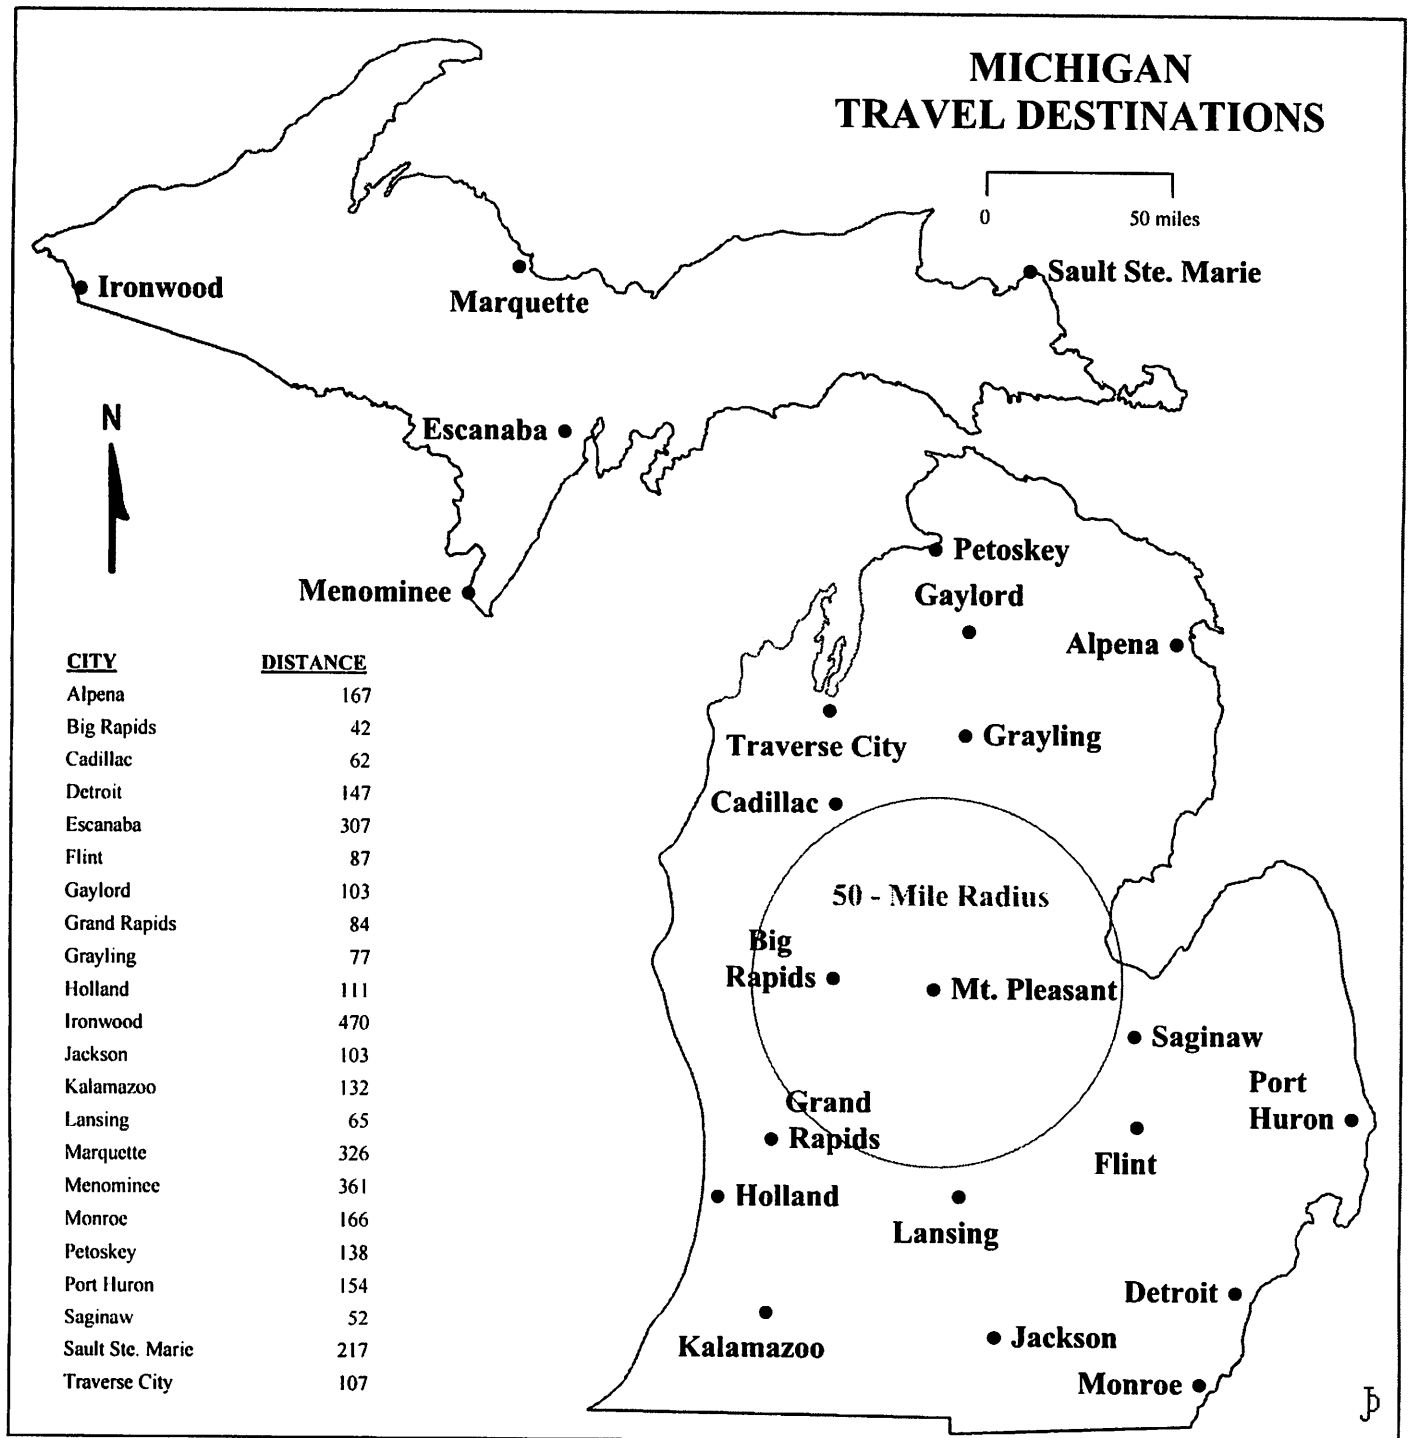 MICHIGAN
TRAVEL DESTINATIONS
0 50 miles
Sault Ste. Marie
Ironwood
Marquette
N
Escanaba
Petoskey
Menominee
Gaylord
Alpena
Traverse City
Grayling
Cadillac
50 - Mile Radius
Big
Rapids
Mt. Pleasant
Saginaw
Port
Huron
Grand
Rapids
Flint
Holland
Lansing
Detroit
Kalamazoo
Jackson
Monroe
CITY DISTANCE
Alpena 167
Big Rapids 42
Cadillac 62
Detroit 147
Escanaba 307
Flint 87
Gaylord 103
Grand Rapids 84
Grayling 77
Holland 111
Ironwood 470
Jackson 103
Kalamazoo 132
Lansing 65
Marquette 326
Menominee 361
Monroe 166
Petoskey 138
Port Huron 154
Saginaw 52
Sault Ste. Marie 217
Traverse City 107